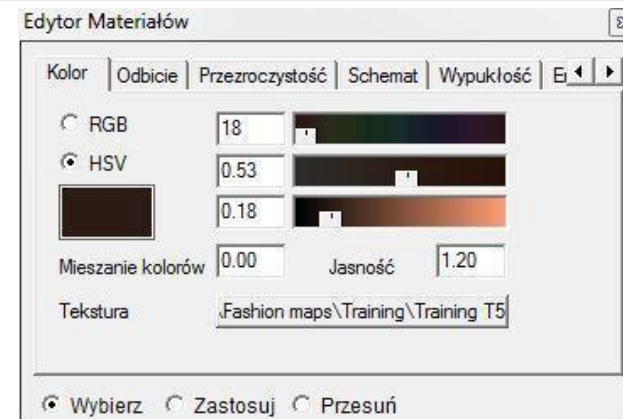 Edytor Materiałów
Kolor Odbicie Przezroczystość Schemat Wypukłość
RGB 18
HSV 0.53
0.18
Mieszanie kolorów 0.00 Jasność 1.20
Tekstura .\Fashion maps\Training\Training T5
Wybierz Zastosuj Przesuń